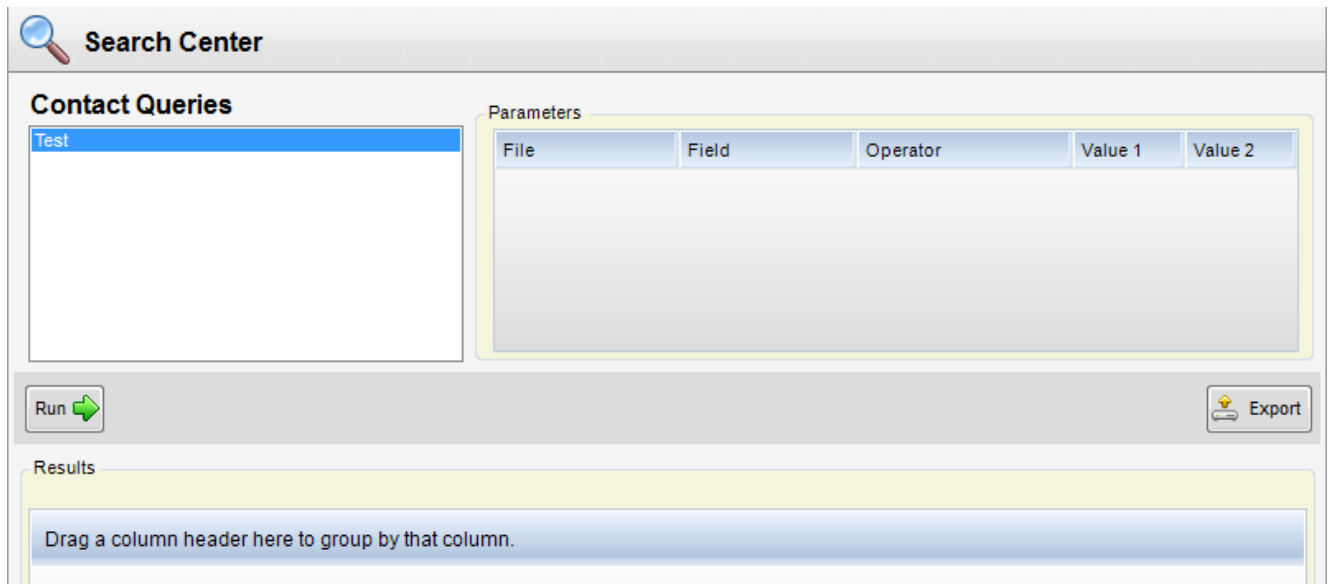 Search Center
Contact Queries
Test
Parameters
File Field Operator Value 1 Value 2
Run
Export
Results
Drag a column header here to group by that column.